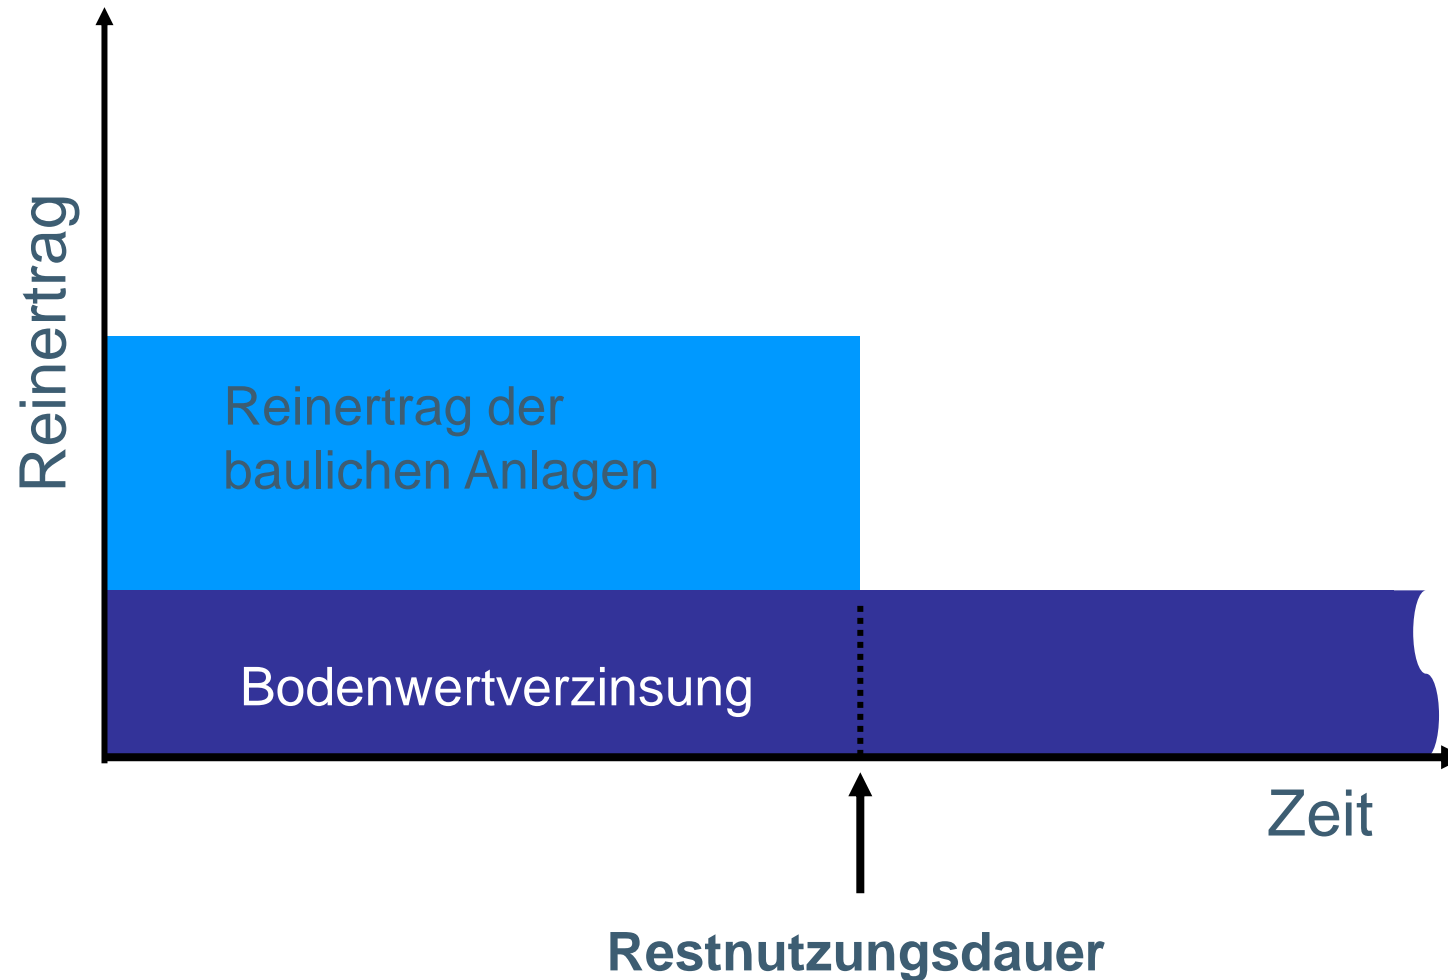 Reinertrag
Reinertrag der
baulichen Anlagen
Bodenwertverzinsung
Zeit
Restnutzungsdauer